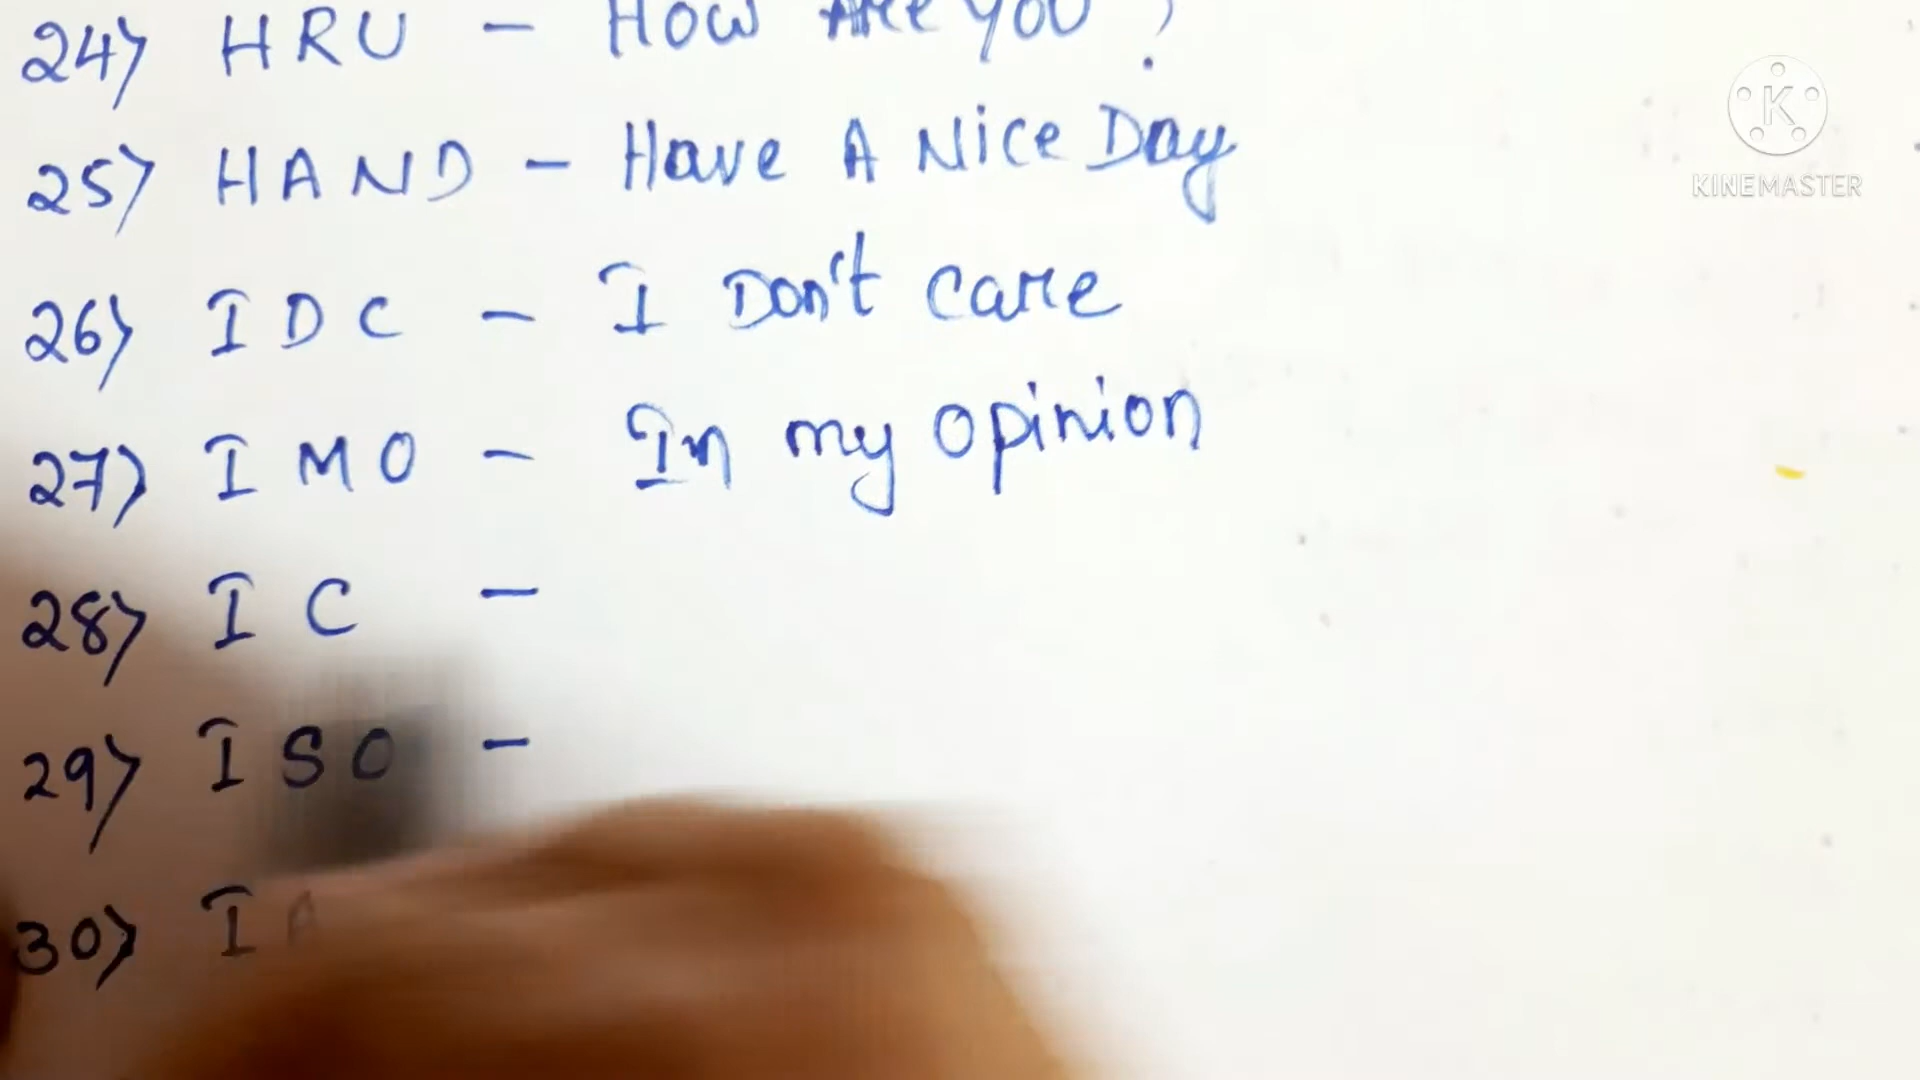 24) HRU - How Are You?
25) HAND - Have A Nice Day
26) IDC - I Don't care
27) IMO - In my opinion
28) IC -
29) ISO -
30) I
KINEMASTER